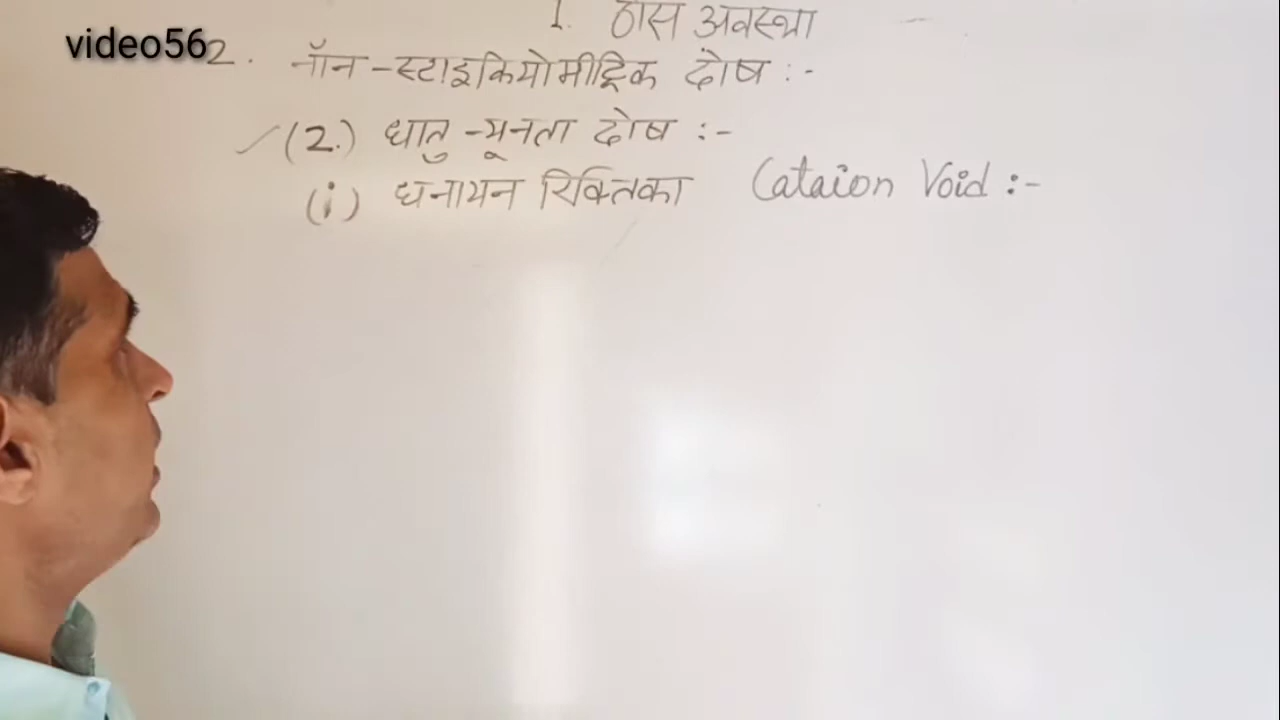 1. ठोस अवस्था
video56
2. नॉन-स्टाइकियोमीट्रिक दोष :-
(2.) धातु-न्यूनता दोष :-
(i) धनायन रिक्तिका Cataion Void :-